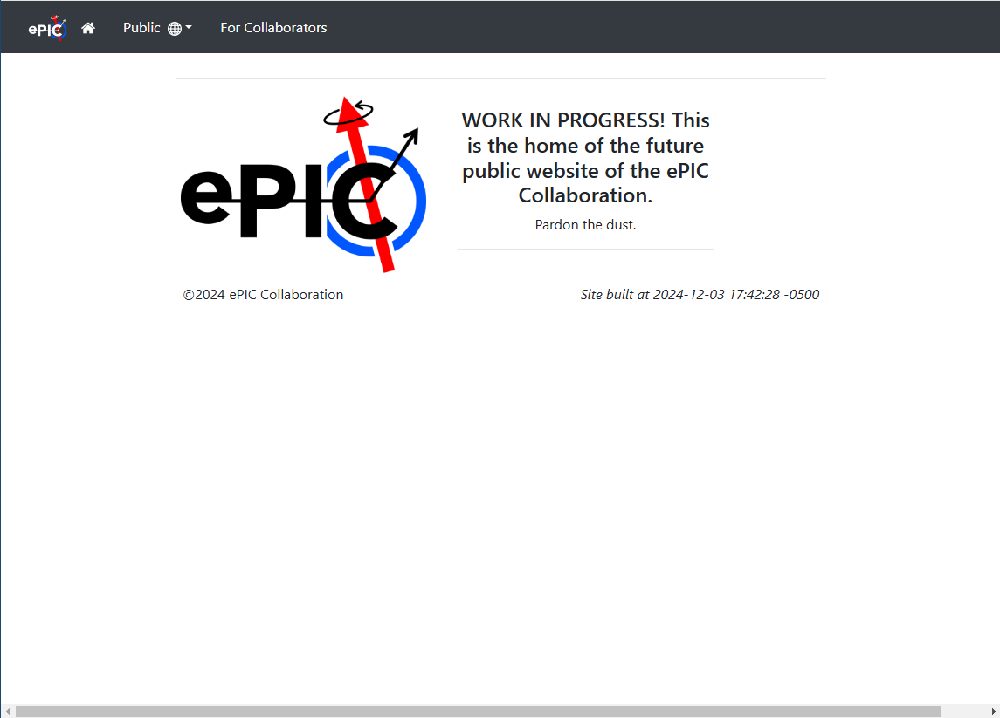 ePIC Public For Collaborators
ePIC
WORK IN PROGRESS! This
is the home of the future
public website of the ePIC
Collaboration.
Pardon the dust.
©2024 ePIC Collaboration Site built at 2024-12-03 17:42:28 -0500